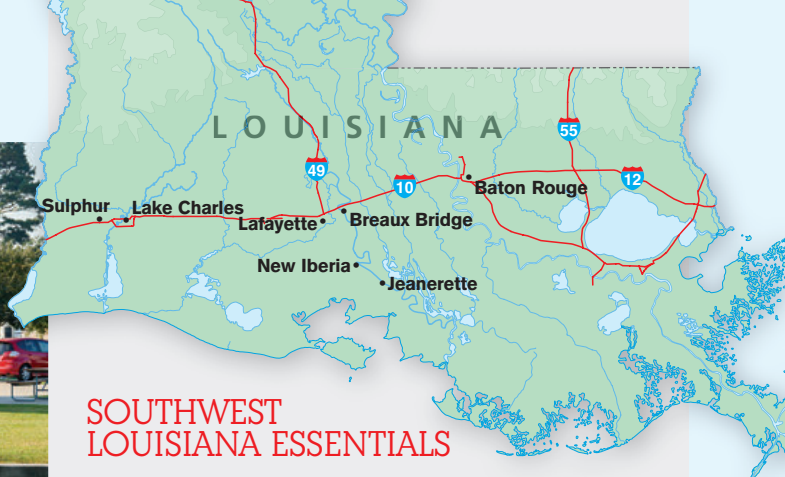 LOUISIANA
55
49
10
12
Baton Rouge
Sulphur
Lake Charles
Lafayette
Breaux Bridge
New Iberia
Jeanerette
SOUTHWEST
LOUISIANA ESSENTIALS